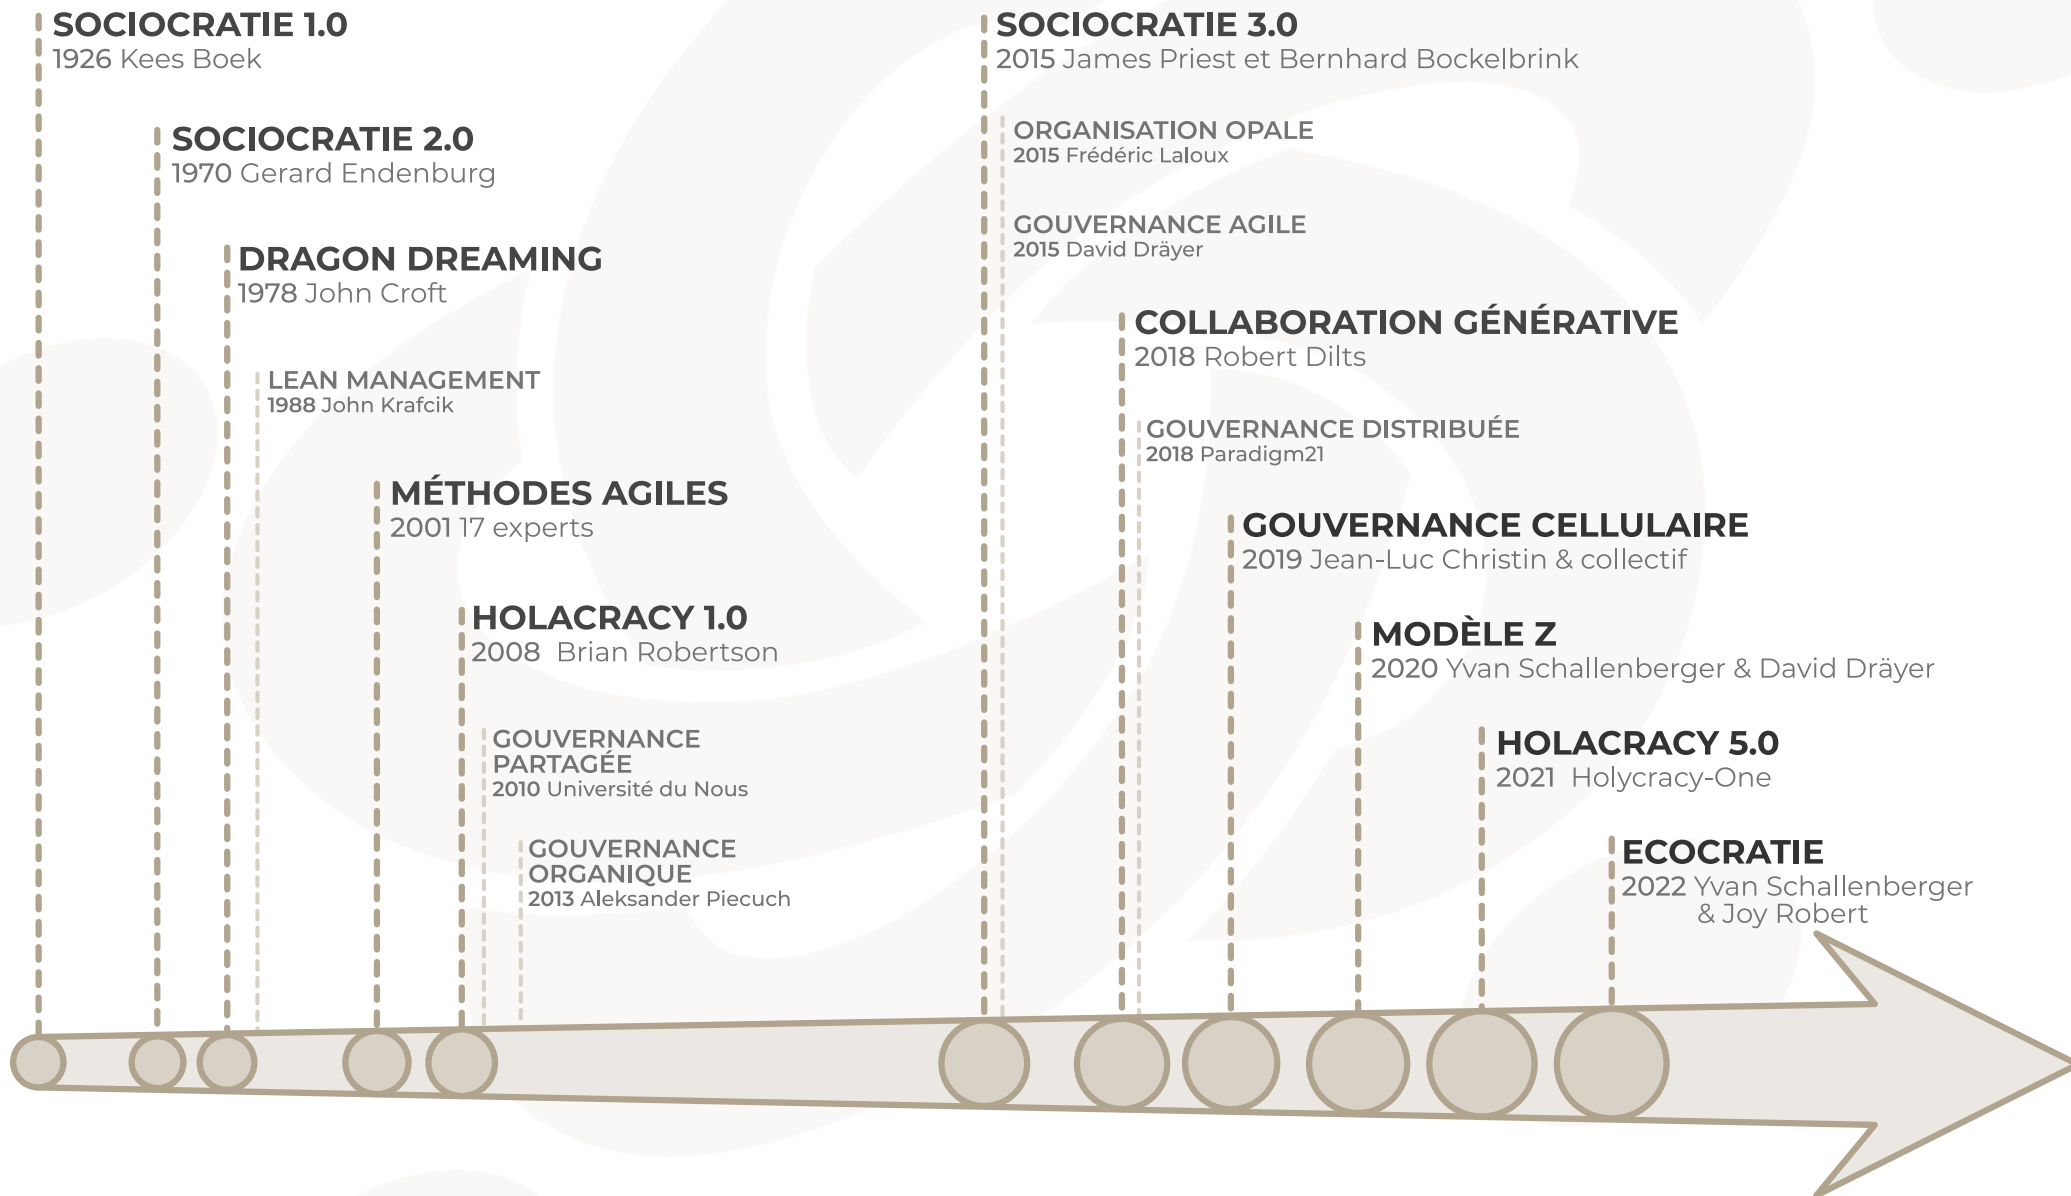 SOCIOCRATIE 1.0
1926 Kees Boek
SOCIOCRATIE 2.0
1970 Gerard Endenburg
DRAGON DREAMING
1978 John Croft
LEAN MANAGEMENT
1988 John Krafcik
MÉTHODES AGILES
2001 17 experts
HOLACRACY 1.0
2008 Brian Robertson
GOUVERNANCE
PARTAGÉE
2010 Université du Nous
GOUVERNANCE
ORGANIQUE
2013 Aleksander Piecuch
SOCIOCRATIE 3.0
2015 James Priest et Bernhard Bockelbrink
ORGANISATION OPALE
2015 Frédéric Laloux
GOUVERNANCE AGILE
2015 David Dräyer
COLLABORATION GÉNÉRATIVE
2018 Robert Dilts
GOUVERNANCE DISTRIBUÉE
2018 Paradigm21
GOUVERNANCE CELLULAIRE
2019 Jean-Luc Christin & collectif
MODÈLE Z
2020 Yvan Schallenberger & David Dräyer
HOLACRACY 5.0
2021 Holycracy-One
ECOCRATIE
2022 Yvan Schallenberger
& Joy Robert